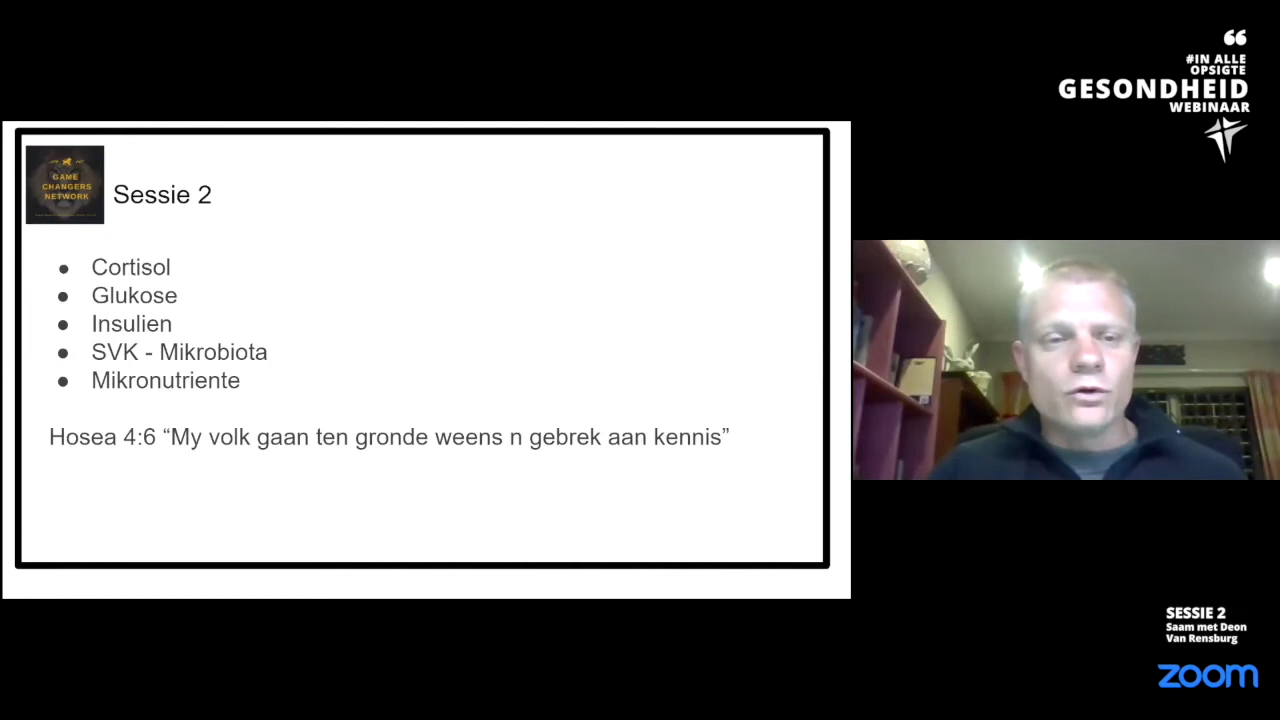 “
#IN ALLE
OPSIGTE
GESONDHEID
WEBINAAR
GAME
CHANGERS
NETWORK
Sessie 2
● Cortisol
● Glukose
● Insulien
● SVK - Mikrobiota
● Mikronutriente
Hosea 4:6 “My volk gaan ten gronde weens n gebrek aan kennis”
SESSIE 2
Saam met Deon
Van Rensburg
zoom